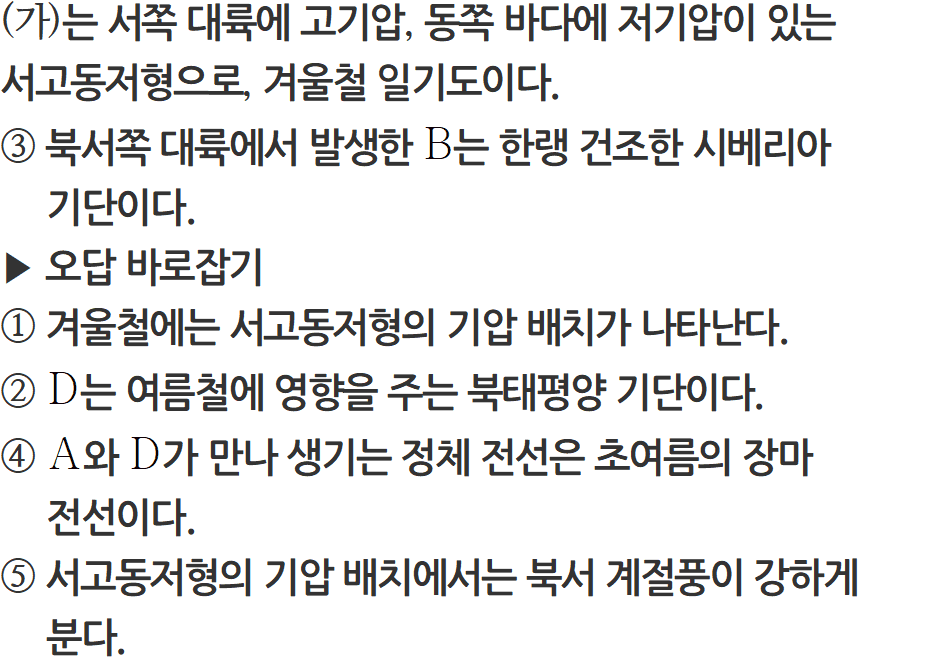 (가)는 서쪽 대륙에 고기압, 동쪽 바다에 저기압이 있는
서고동저형으로, 겨울철 일기도이다.
③ 북서쪽 대륙에서 발생한 B는 한랭 건조한 시베리아
기단이다.
▶ 오답 바로잡기
① 겨울철에는 서고동저형의 기압 배치가 나타난다.
② D는 여름철에 영향을 주는 북태평양 기단이다.
④ A와 D가 만나 생기는 정체 전선은 초여름의 장마
전선이다.
⑤ 서고동저형의 기압 배치에서는 북서 계절풍이 강하게
분다.